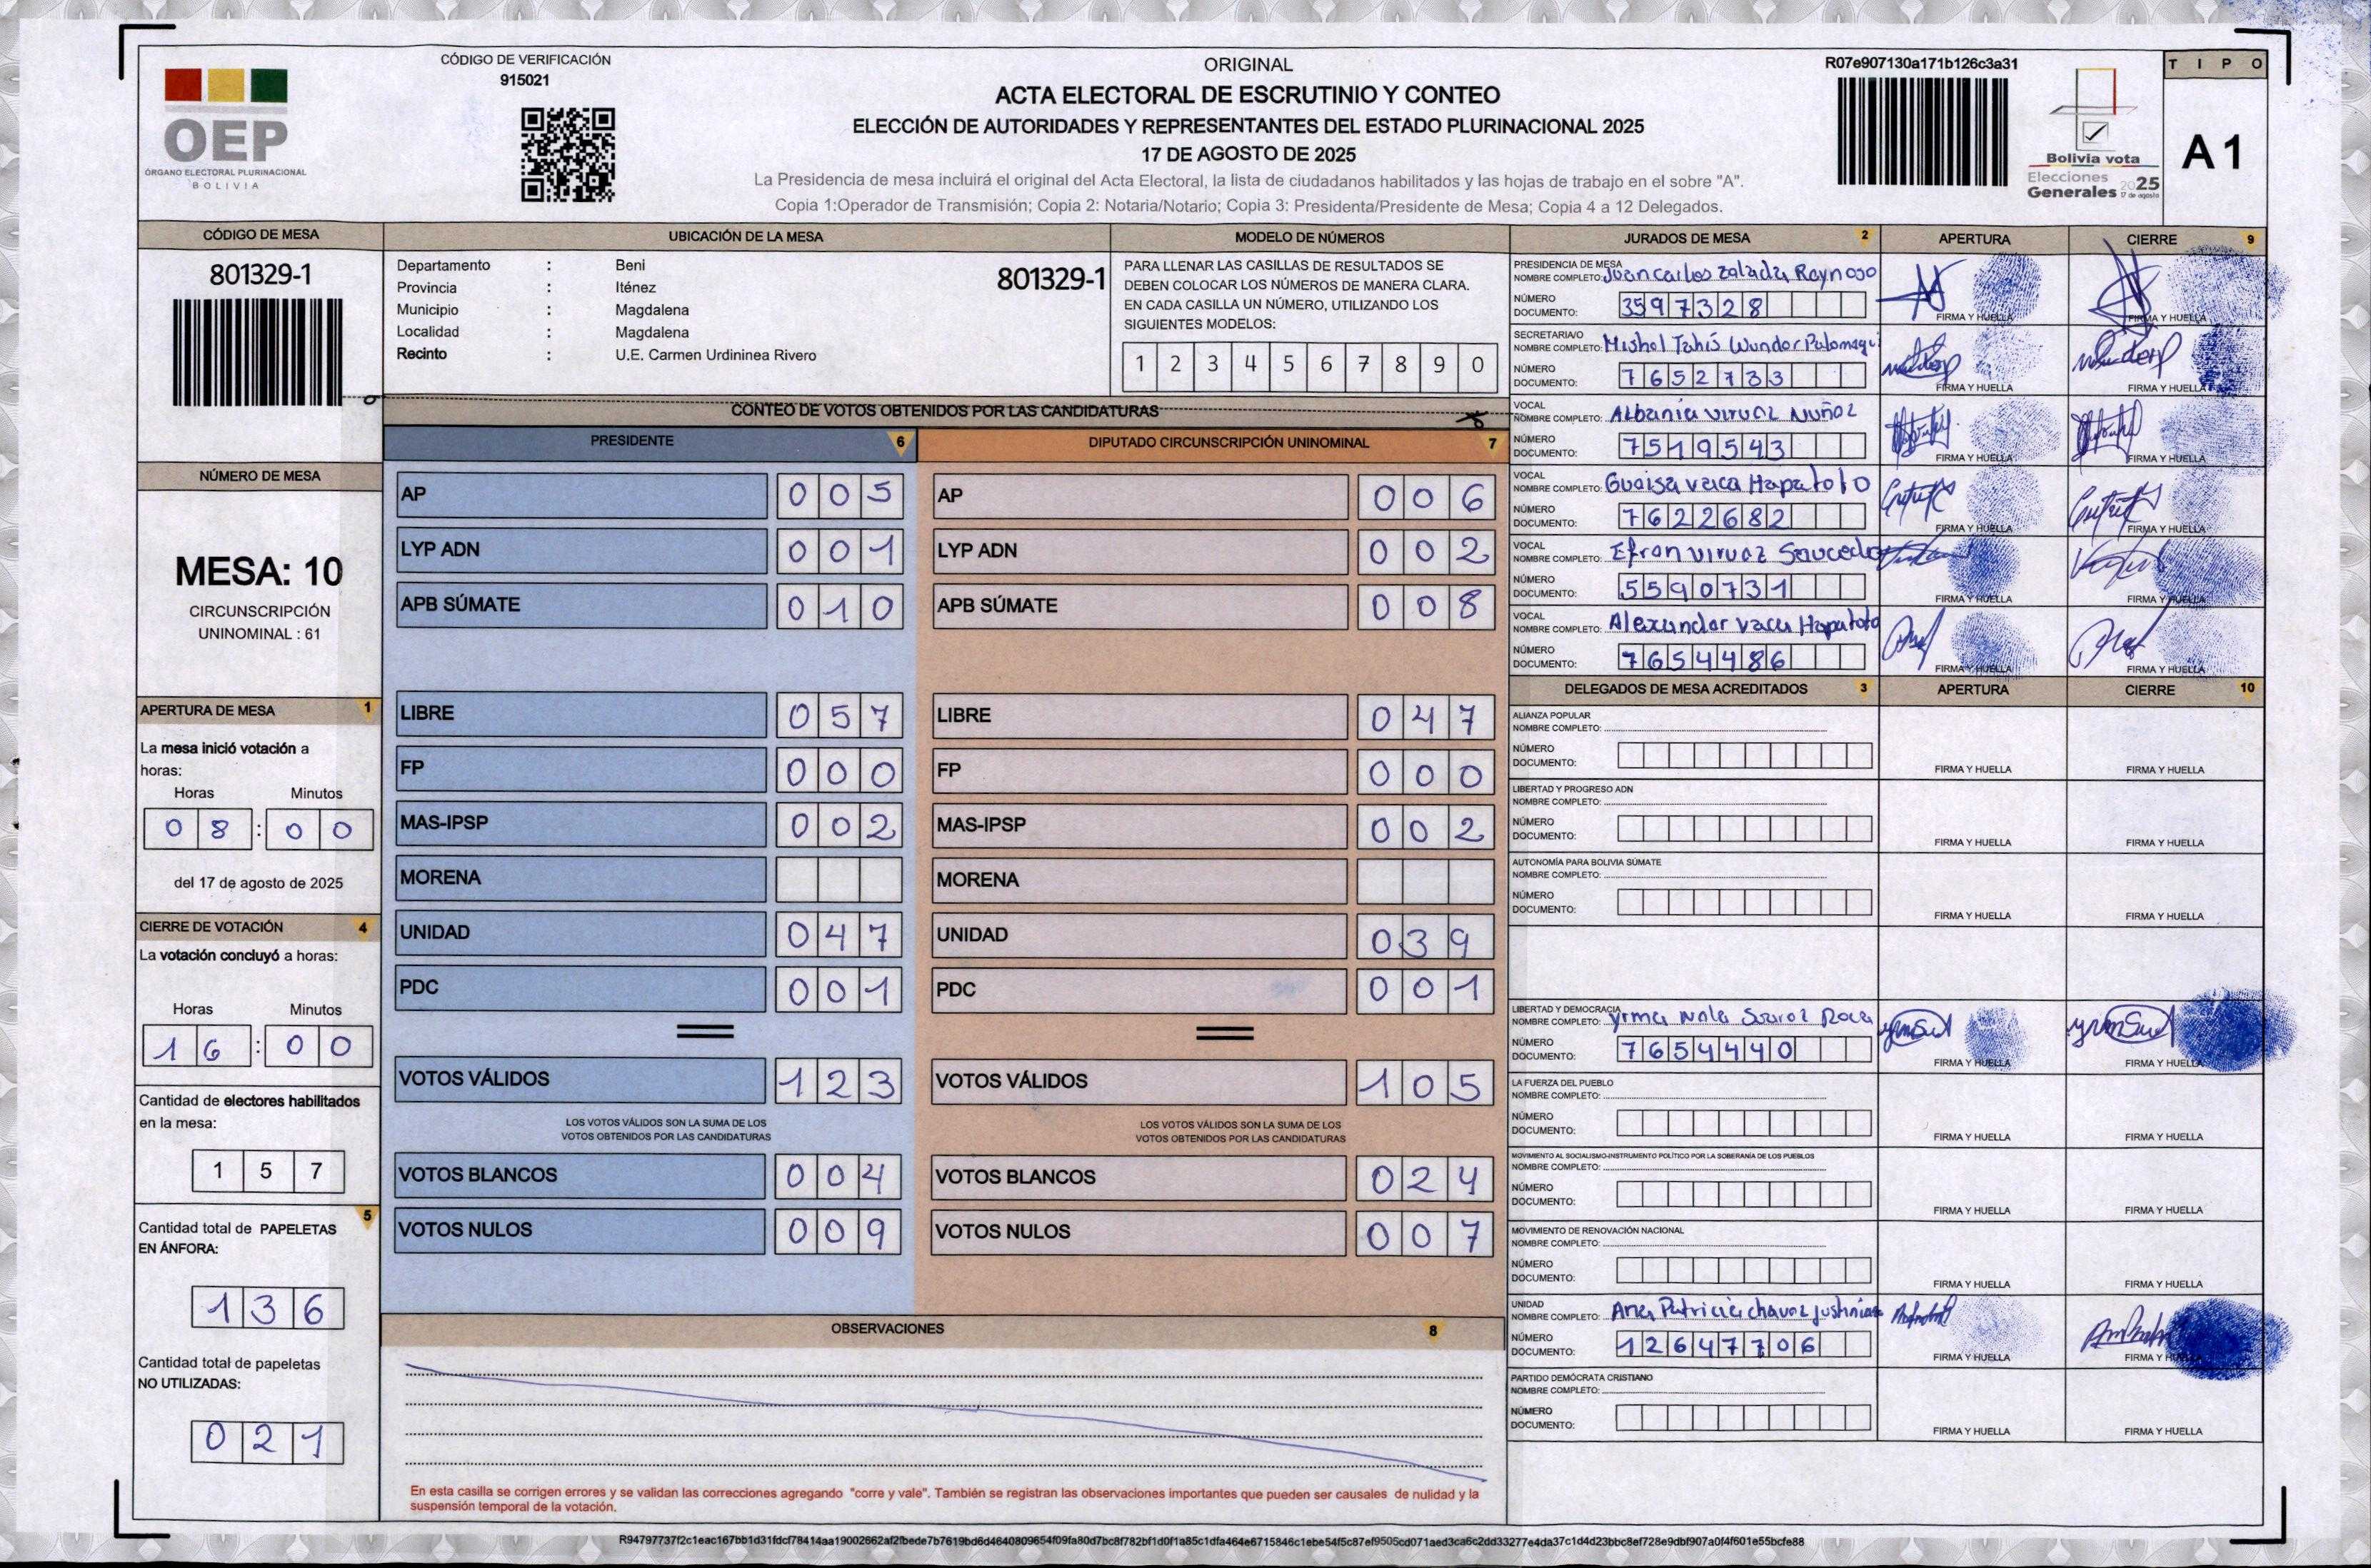 CÓDIGO DE VERIFICACIÓN
915021
OEP
ÓRGANO ELECTORAL PLURINACIONAL
BOLIVIA
ORIGINAL
ACTA ELECTORAL DE ESCRUTINIO Y CONTEO
ELECCIÓN DE AUTORIDADES Y REPRESENTANTES DEL ESTADO PLURINACIONAL 2025
17 DE AGOSTO DE 2025
La Presidencia de mesa incluirá el original del Acta Electoral, la lista de ciudadanos habilitados y las hojas de trabajo en el sobre "A".
Copia 1:Operador de Transmisión; Copia 2: Notaria/Notario; Copia 3: Presidenta/Presidente de Mesa; Copia 4 a 12 Delegados.
R07e907130a171b126c3a31
Bolivia vota
Elecciones
Generales 2025
17 de agosto
TIPO
A1
CÓDIGO DE MESA
801329-1
UBICACIÓN DE LA MESA
Departamento : Beni
Provincia : Iténez
Municipio : Magdalena
Localidad : Magdalena
Recinto : U.E. Carmen Urdininea Rivero
801329-1
MODELO DE NÚMEROS
PARA LLENAR LAS CASILLAS DE RESULTADOS SE
DEBEN COLOCAR LOS NÚMEROS DE MANERA CLARA.
EN CADA CASILLA UN NÚMERO, UTILIZANDO LOS
SIGUIENTES MODELOS:
1 2 3 4 5 6 7 8 9 0
NÚMERO DE MESA
MESA: 10
CIRCUNSCRIPCIÓN
UNINOMINAL : 61
APERTURA DE MESA 1
La mesa inició votación a
horas:
Horas Minutos
08 : 00
del 17 de agosto de 2025
CIERRE DE VOTACIÓN 4
La votación concluyó a horas:
Horas Minutos
16 : 00
Cantidad de electores habilitados
en la mesa:
157
5
Cantidad total de PAPELETAS
EN ÁNFORA:
136
Cantidad total de papeletas
NO UTILIZADAS:
021
CONTEO DE VOTOS OBTENIDOS POR LAS CANDIDATURAS
PRESIDENTE 6
AP 005
LYP ADN 001
APB SÚMATE 010
LIBRE 057
FP 000
MAS-IPSP 002
MORENA
UNIDAD 047
PDC 001
VOTOS VÁLIDOS 123
LOS VOTOS VÁLIDOS SON LA SUMA DE LOS
VOTOS OBTENIDOS POR LAS CANDIDATURAS
VOTOS BLANCOS 004
VOTOS NULOS 009
DIPUTADO CIRCUNSCRIPCIÓN UNINOMINAL 7
AP 006
LYP ADN 002
APB SÚMATE 008
LIBRE 047
FP 000
MAS-IPSP 002
MORENA
UNIDAD 039
PDC 001
VOTOS VÁLIDOS 105
LOS VOTOS VÁLIDOS SON LA SUMA DE LOS
VOTOS OBTENIDOS POR LAS CANDIDATURAS
VOTOS BLANCOS 024
VOTOS NULOS 007
OBSERVACIONES 8
En esta casilla se corrigen errores y se validan las correcciones agregando "corre y vale". También se registran las observaciones importantes que pueden ser causales de nulidad y la
suspensión temporal de la votación.
JURADOS DE MESA 2 APERTURA CIERRE 9
PRESIDENCIA DE MESA
NOMBRE COMPLETO: Juan carlos Zalada Reynoso
NÚMERO
DOCUMENTO: 3597328
FIRMA Y HUELLA FIRMA Y HUELLA
SECRETARIA/O
NOMBRE COMPLETO: Mishel Tahis Wunder Palomequi
NÚMERO
DOCUMENTO: 7652733
FIRMA Y HUELLA FIRMA Y HUELLA
VOCAL
NOMBRE COMPLETO: Albania viruez Nuñez
NÚMERO
DOCUMENTO: 7519543
FIRMA Y HUELLA FIRMA Y HUELLA
VOCAL
NOMBRE COMPLETO: Guaisa vaca Hapatolo
NÚMERO
DOCUMENTO: 7622682
FIRMA Y HUELLA FIRMA Y HUELLA
VOCAL
NOMBRE COMPLETO: Efran viruez Saucedo
NÚMERO
DOCUMENTO: 5590731
FIRMA Y HUELLA FIRMA Y HUELLA
VOCAL
NOMBRE COMPLETO: Alexander vaca Hapatolo
NÚMERO
DOCUMENTO: 7654486
FIRMA Y HUELLA FIRMA Y HUELLA
DELEGADOS DE MESA ACREDITADOS 3 APERTURA CIERRE 10
ALIANZA POPULAR
NOMBRE COMPLETO:
NÚMERO
DOCUMENTO:
FIRMA Y HUELLA FIRMA Y HUELLA
LIBERTAD Y PROGRESO ADN
NOMBRE COMPLETO:
NÚMERO
DOCUMENTO:
FIRMA Y HUELLA FIRMA Y HUELLA
AUTONOMÍA PARA BOLIVIA SÚMATE
NOMBRE COMPLETO:
NÚMERO
DOCUMENTO:
FIRMA Y HUELLA FIRMA Y HUELLA
LIBERTAD Y DEMOCRACIA
NOMBRE COMPLETO: Yrma Nola Suarez Roca
NÚMERO
DOCUMENTO: 7654440
FIRMA Y HUELLA FIRMA Y HUELLA
LA FUERZA DEL PUEBLO
NOMBRE COMPLETO:
NÚMERO
DOCUMENTO:
FIRMA Y HUELLA FIRMA Y HUELLA
MOVIMIENTO AL SOCIALISMO-INSTRUMENTO POLÍTICO POR LA SOBERANÍA DE LOS PUEBLOS
NOMBRE COMPLETO:
NÚMERO
DOCUMENTO:
FIRMA Y HUELLA FIRMA Y HUELLA
MOVIMIENTO DE RENOVACIÓN NACIONAL
NOMBRE COMPLETO:
NÚMERO
DOCUMENTO:
FIRMA Y HUELLA FIRMA Y HUELLA
UNIDAD
NOMBRE COMPLETO: Ana Patricia chavez justiniano
NÚMERO
DOCUMENTO: 12647706
FIRMA Y HUELLA FIRMA Y HUELLA
PARTIDO DEMÓCRATA CRISTIANO
NOMBRE COMPLETO:
NÚMERO
DOCUMENTO:
FIRMA Y HUELLA FIRMA Y HUELLA